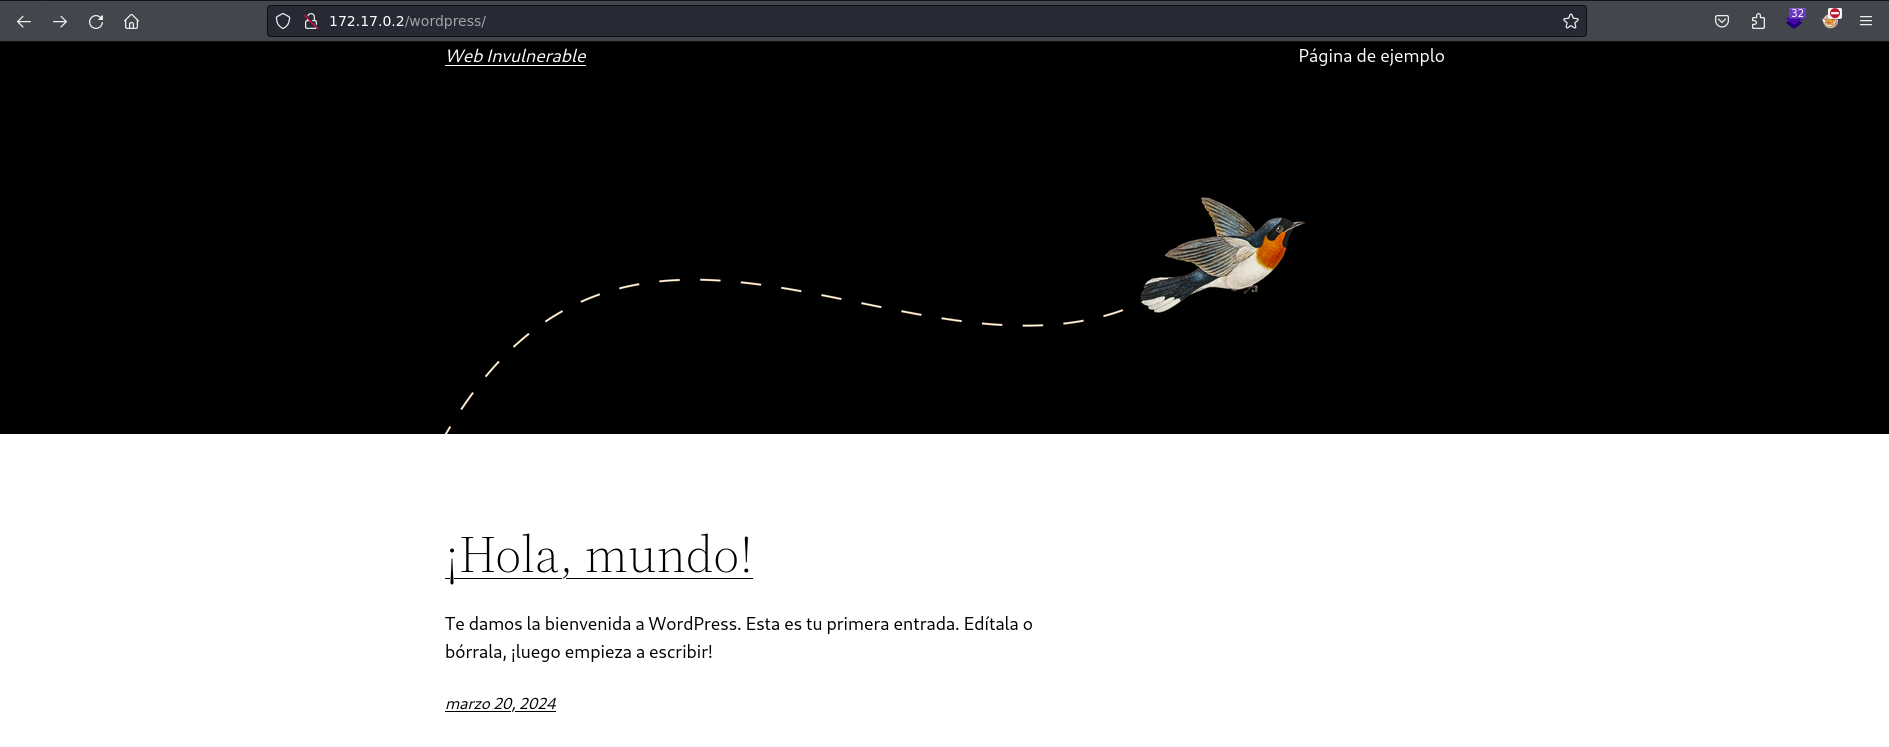 172.17.0.2/wordpress/
32
Web Invulnerable
Página de ejemplo
¡Hola, mundo!
Te damos la bienvenida a WordPress. Esta es tu primera entrada. Edítala o
bórrala, ¡luego empieza a escribir!
marzo 20, 2024